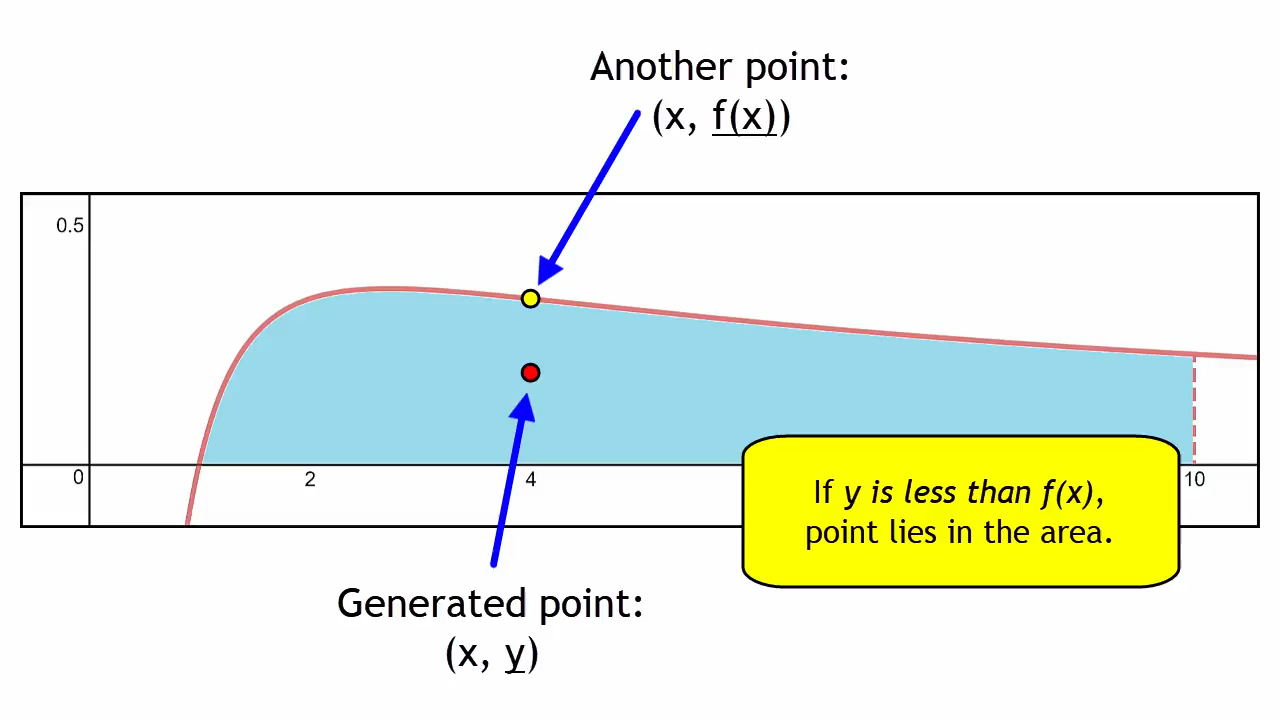 Another point:
(x, f(x))
0.5
0
2
4
10
If y is less than f(x),
point lies in the area.
Generated point:
(x, y)